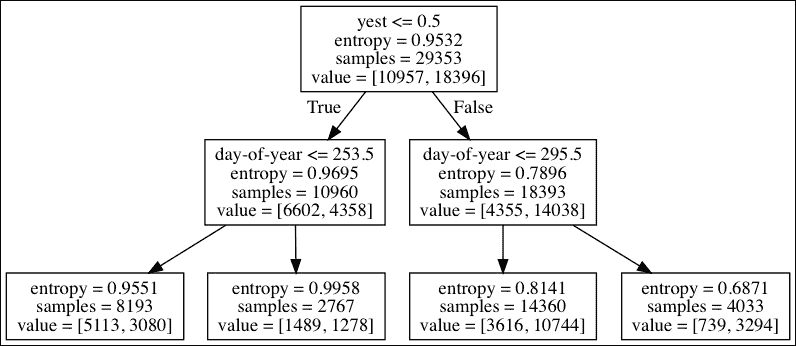 yest <= 0.5
entropy = 0.9532
samples = 29353
value = [10957, 18396]
True
False
day-of-year <= 253.5
entropy = 0.9695
samples = 10960
value = [6602, 4358]
day-of-year <= 295.5
entropy = 0.7896
samples = 18393
value = [4355, 14038]
entropy = 0.9551
samples = 8193
value = [5113, 3080]
entropy = 0.9958
samples = 2767
value = [1489, 1278]
entropy = 0.8141
samples = 14360
value = [3616, 10744]
entropy = 0.6871
samples = 4033
value = [739, 3294]